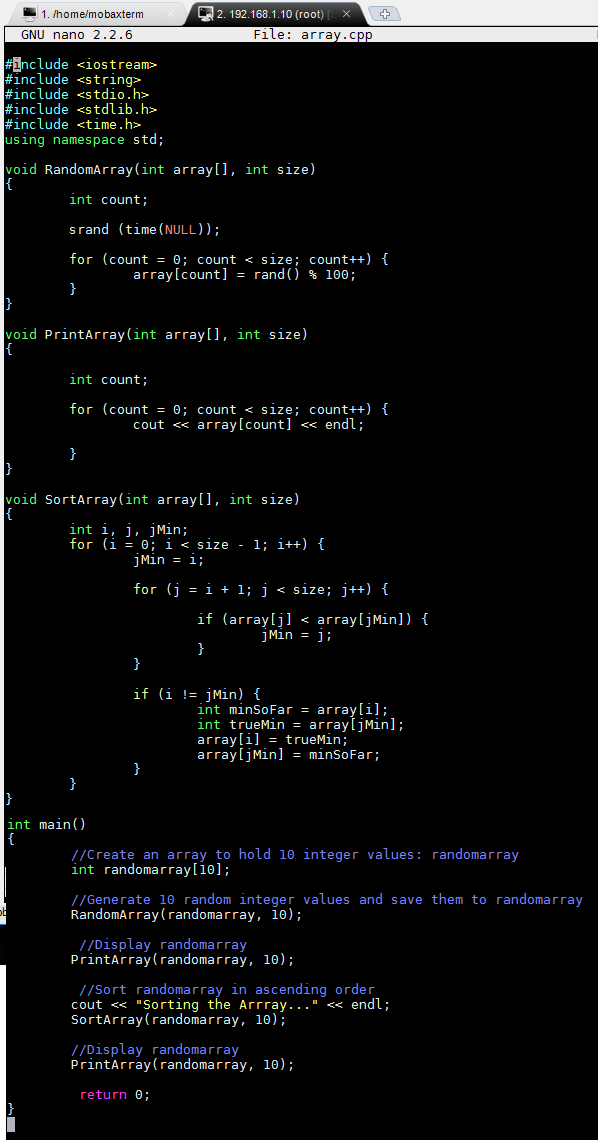 1. /home/mobaxterm
2. 192.168.1.10 (root)
GNU nano 2.2.6 File: array.cpp
#include <iostream>
#include <string>
#include <stdio.h>
#include <stdlib.h>
#include <time.h>
using namespace std;
void RandomArray(int array[], int size)
{
int count;
srand (time(NULL));
for (count = 0; count < size; count++) {
array[count] = rand() % 100;
}
}
void PrintArray(int array[], int size)
{
int count;
for (count = 0; count < size; count++) {
cout << array[count] << endl;
}
}
void SortArray(int array[], int size)
{
int i, j, jMin;
for (i = 0; i < size - 1; i++) {
jMin = i;
for (j = i + 1; j < size; j++) {
if (array[j] < array[jMin]) {
jMin = j;
}
}
if (i != jMin) {
int minSoFar = array[i];
int trueMin = array[jMin];
array[i] = trueMin;
array[jMin] = minSoFar;
}
}
}
int main()
{
//Create an array to hold 10 integer values: randomarray
int randomarray[10];
//Generate 10 random integer values and save them to randomarray
RandomArray(randomarray, 10);
//Display randomarray
PrintArray(randomarray, 10);
//Sort randomarray in ascending order
cout << "Sorting the Arrray..." << endl;
SortArray(randomarray, 10);
//Display randomarray
PrintArray(randomarray, 10);
return 0;
}